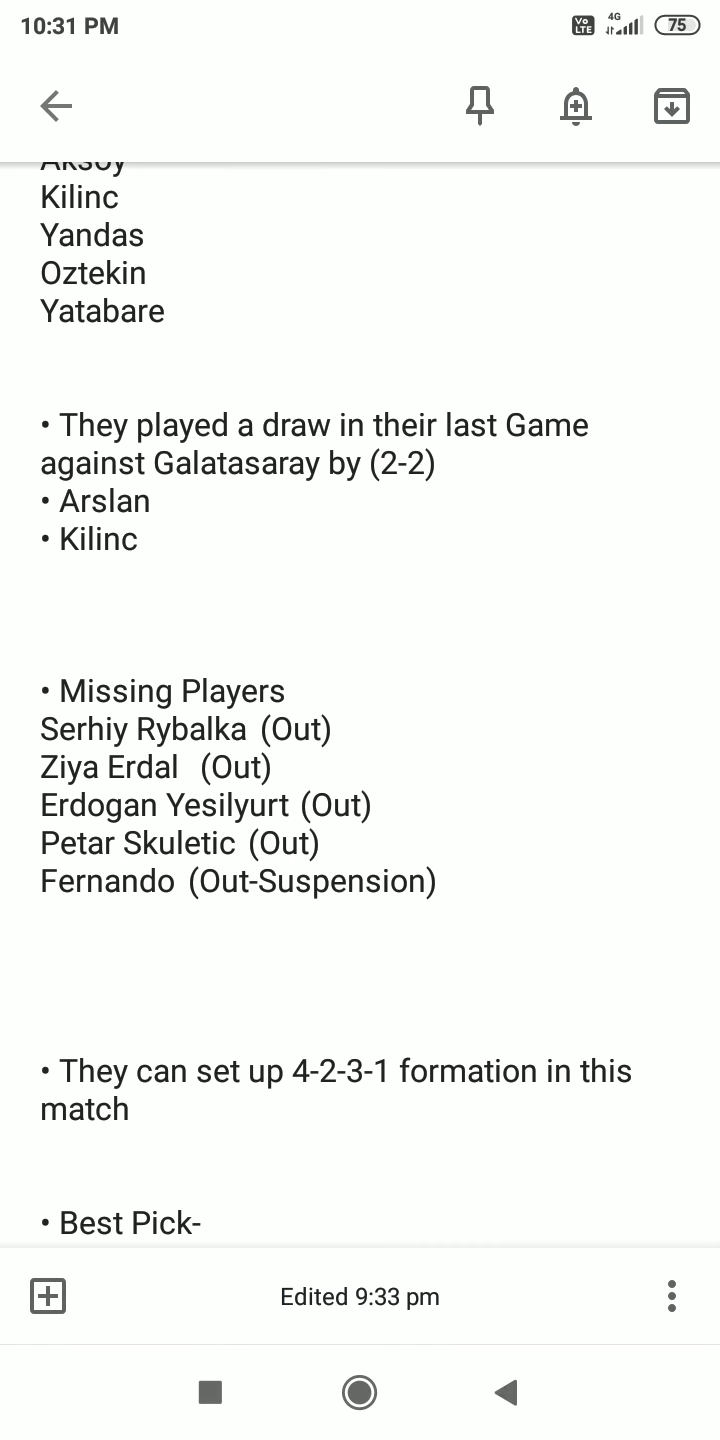 10:31 PM
Vo LTE 4G 75
Aksoy
Kilinc
Yandas
Oztekin
Yatabare
• They played a draw in their last Game
against Galatasaray by (2-2)
• Arslan
• Kilinc
• Missing Players
Serhiy Rybalka (Out)
Ziya Erdal (Out)
Erdogan Yesilyurt (Out)
Petar Skuletic (Out)
Fernando (Out-Suspension)
• They can set up 4-2-3-1 formation in this
match
• Best Pick-
Edited 9:33 pm